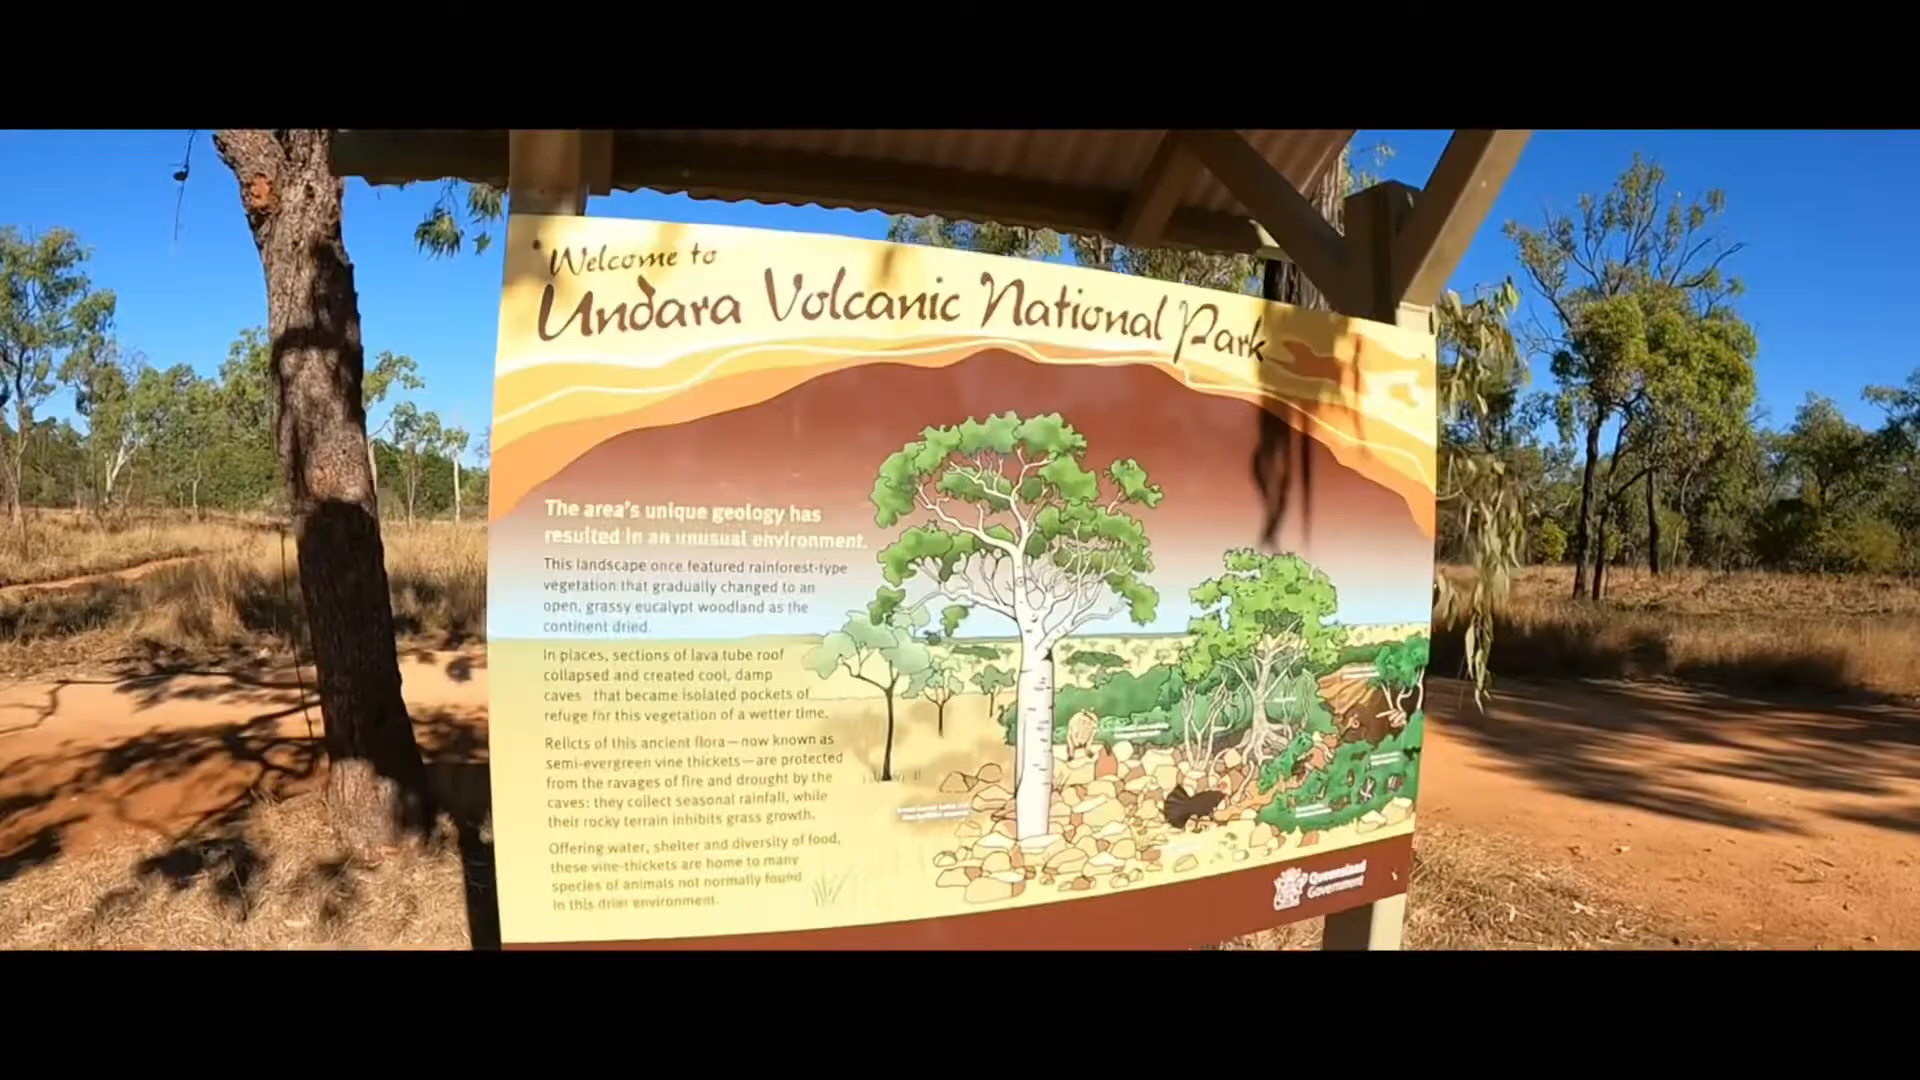 Welcome to
Undara Volcanic National Park
The area's unique geology has
resulted in an unusual environment.
This landscape once featured rainforest-type
vegetation that gradually changed to an
open, grassy eucalypt woodland as the
continent dried.
In places, sections of lava tube roof
collapsed and created cool, damp
caves that became isolated pockets of
refuge for this vegetation of a wetter time.
Relicts of this ancient flora—now known as
semi-evergreen vine thickets—are protected
from the ravages of fire and drought by the
caves: they collect seasonal rainfall, while
their rocky terrain inhibits grass growth.
Offering water, shelter and diversity of food,
these vine-thickets are home to many
species of animals not normally found
in this drier environment.
Queensland
Government